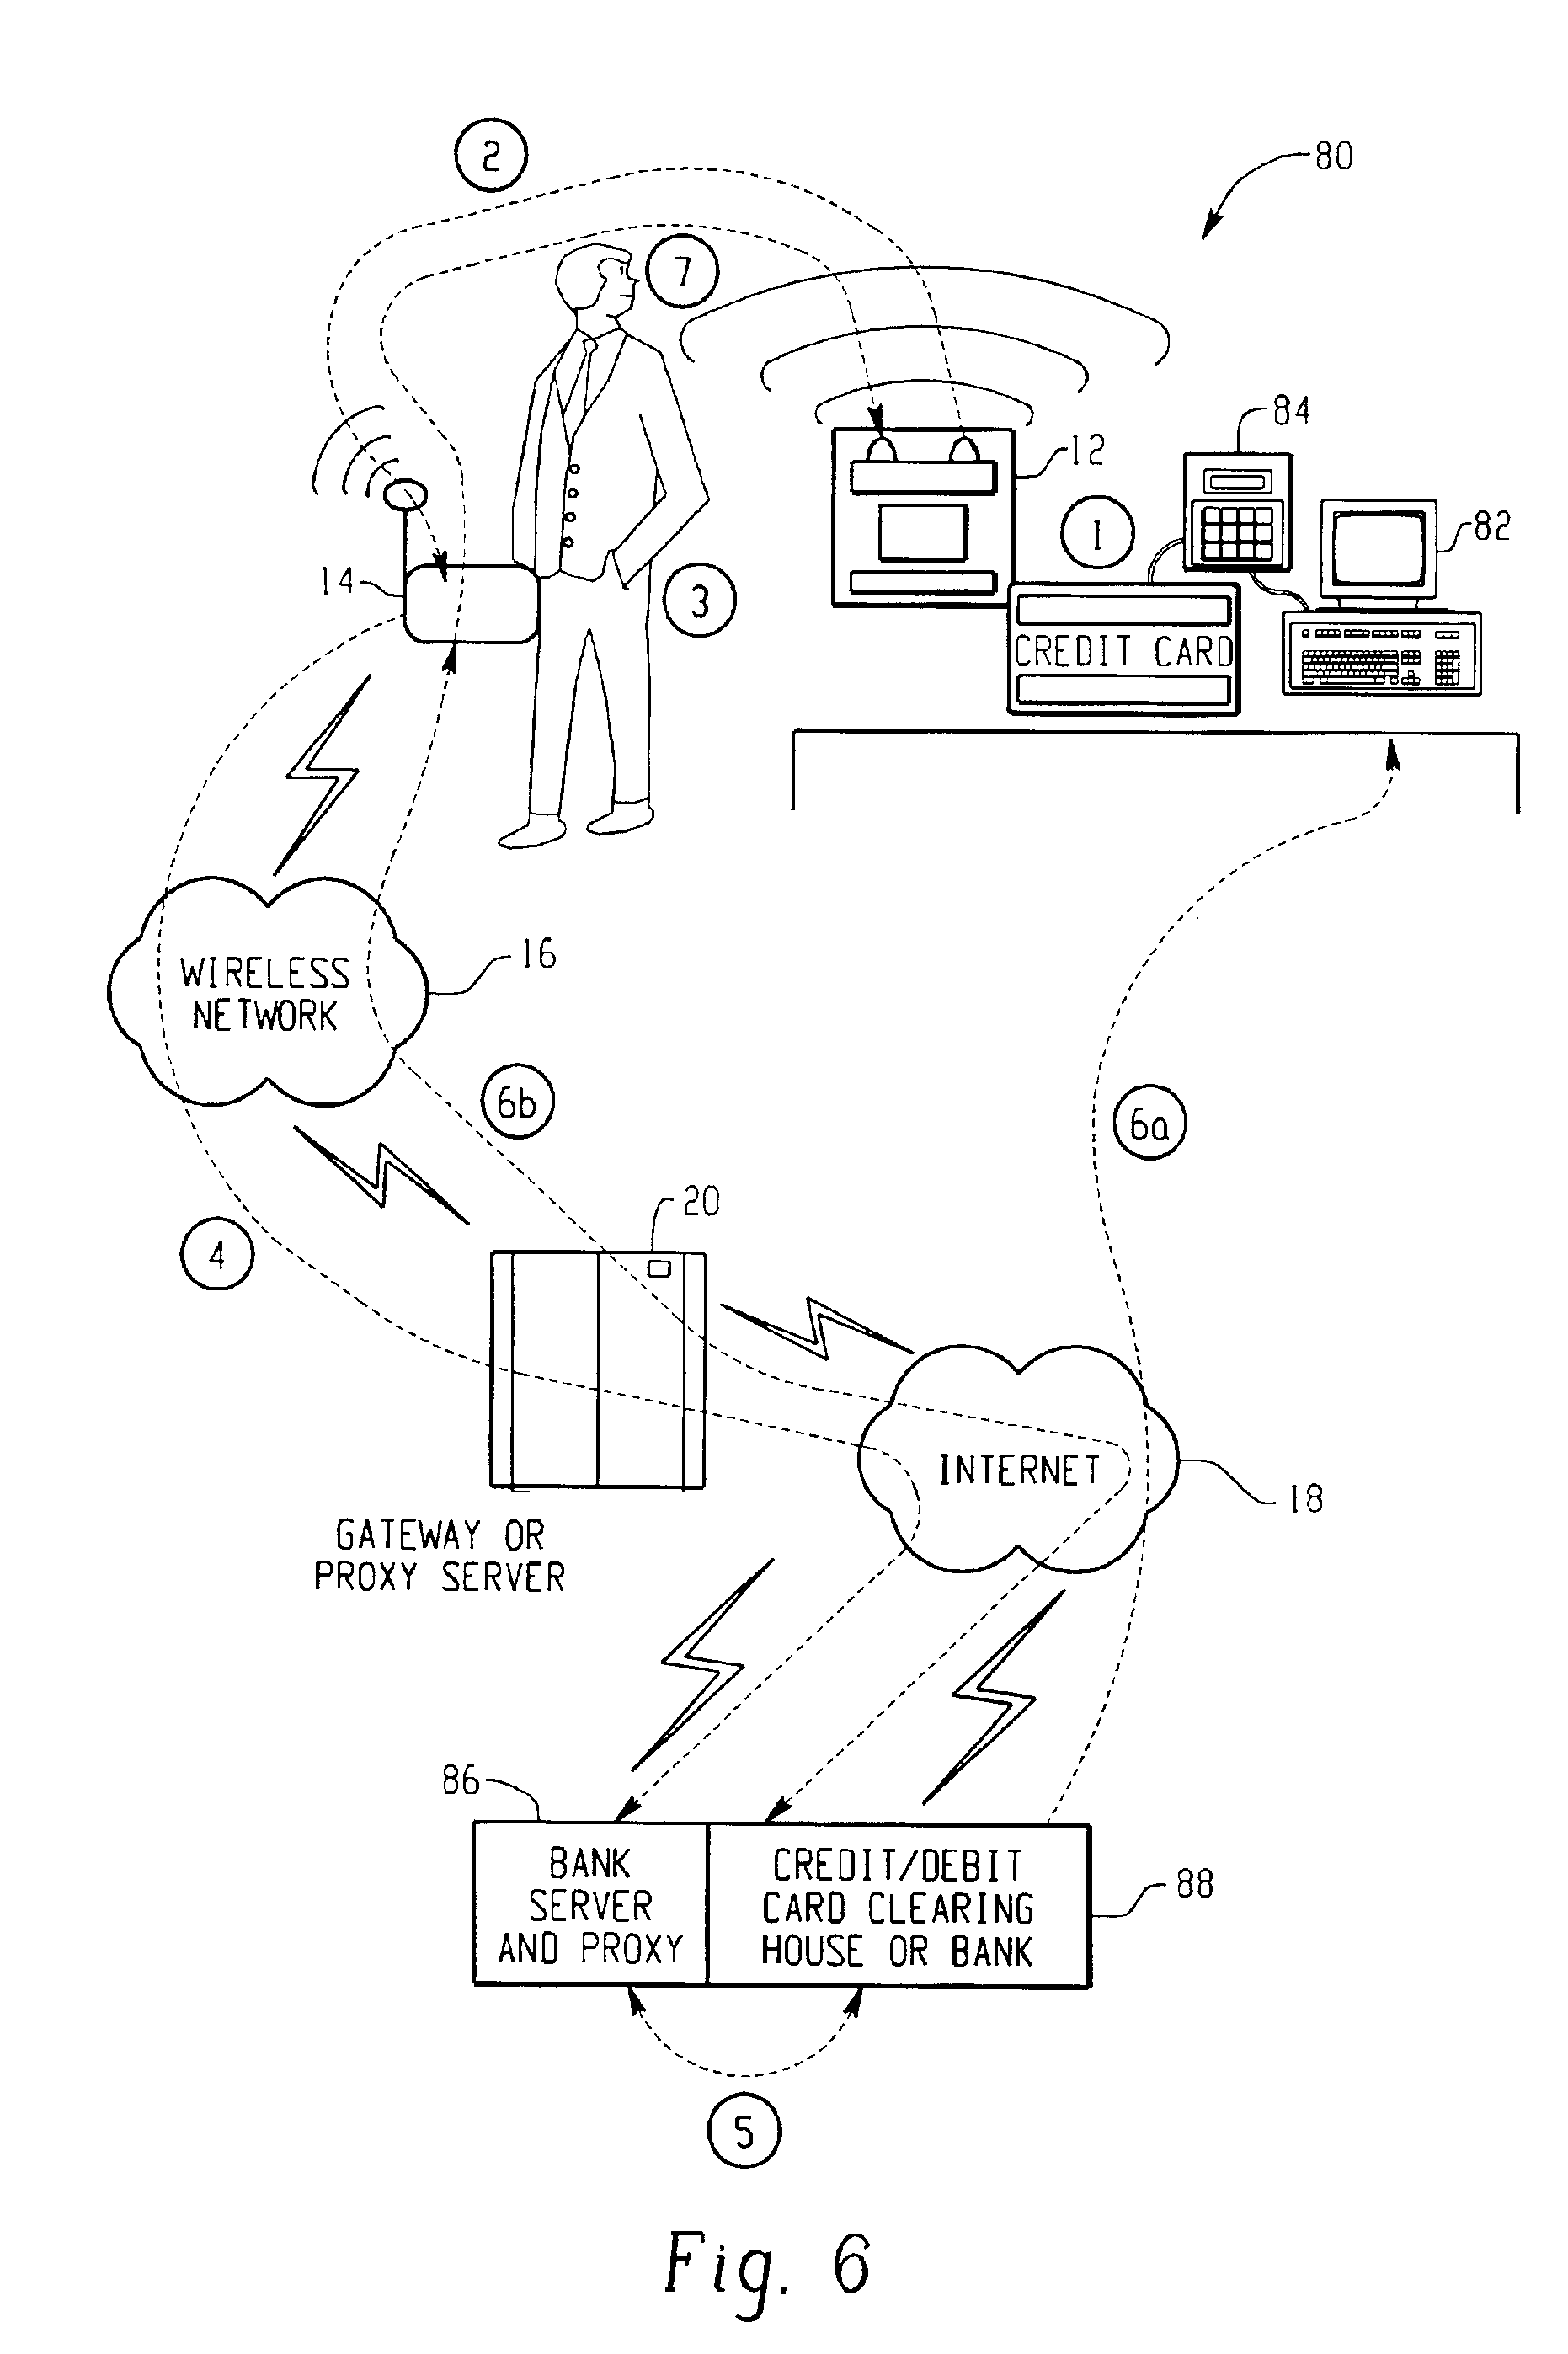 2
80
7
84
12
1
82
14
3
CREDIT CARD
WIRELESS
NETWORK
16
6b
6a
20
4
INTERNET
18
GATEWAY OR
PROXY SERVER
86
BANK
SERVER
AND PROXY
CREDIT/DEBIT
CARD CLEARING
HOUSE OR BANK
88
5
Fig. 6